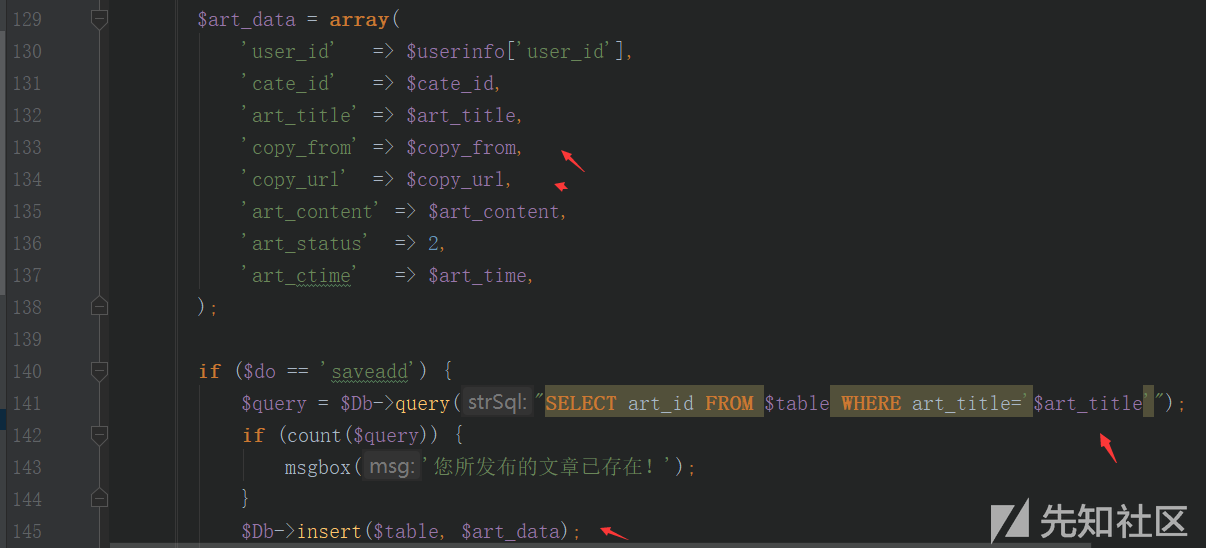 129 $art_data = array(
130 'user_id' => $userinfo['user_id'],
131 'cate_id' => $cate_id,
132 'art_title' => $art_title,
133 'copy_from' => $copy_from,
134 'copy_url' => $copy_url,
135 'art_content' => $art_content,
136 'art_status' => 2,
137 'art_ctime' => $art_time,
138 );
139
140 if ($do == 'saveadd') {
141 $query = $Db->query( strSql: "SELECT art_id FROM $table WHERE art_title='$art_title'");
142 if (count($query)) {
143 msgbox( msg: '您所发布的文章已存在！');
144 }
145 $Db->insert($table, $art_data);
先知社区